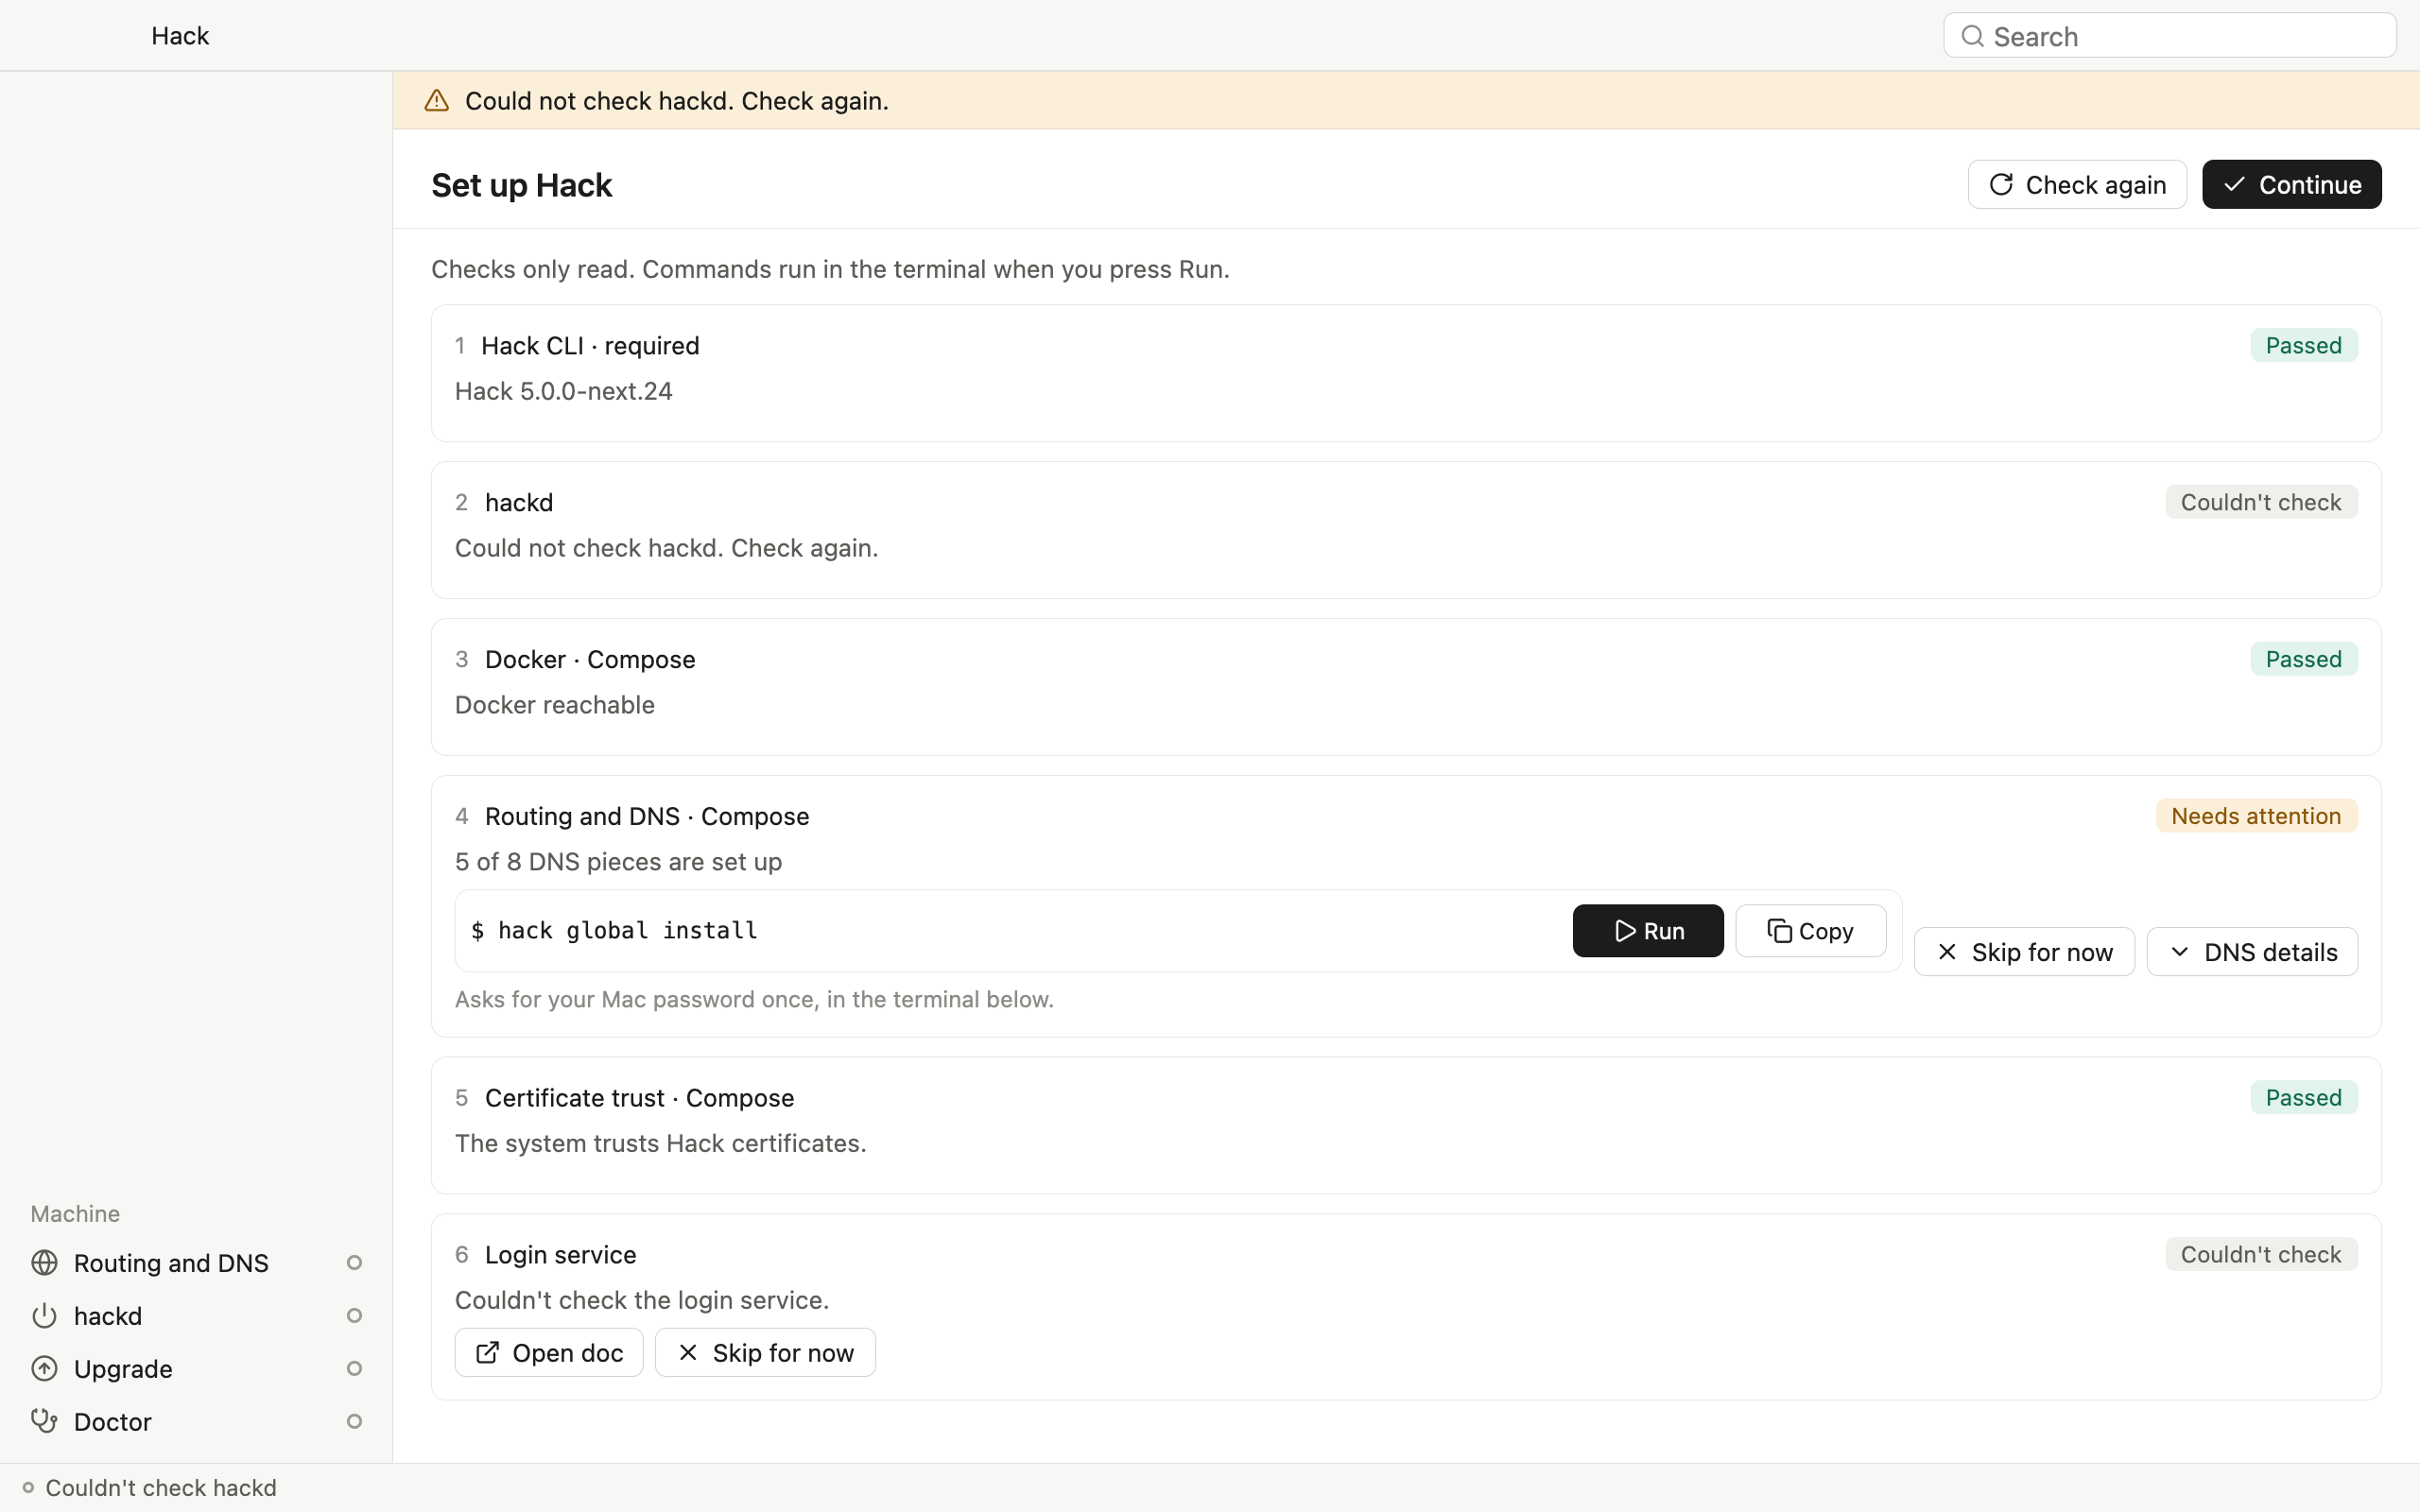 Hack
Search
Could not check hackd. Check again.
Set up Hack
Check again
Continue
Checks only read. Commands run in the terminal when you press Run.
1 Hack CLI · required
Passed
Hack 5.0.0-next.24
2 hackd
Couldn't check
Could not check hackd. Check again.
3 Docker · Compose
Passed
Docker reachable
4 Routing and DNS · Compose
Needs attention
5 of 8 DNS pieces are set up
$ hack global install
Run
Copy
Skip for now
DNS details
Asks for your Mac password once, in the terminal below.
5 Certificate trust · Compose
Passed
The system trusts Hack certificates.
6 Login service
Couldn't check
Couldn't check the login service.
Open doc
Skip for now
Machine
Routing and DNS
hackd
Upgrade
Doctor
Couldn't check hackd